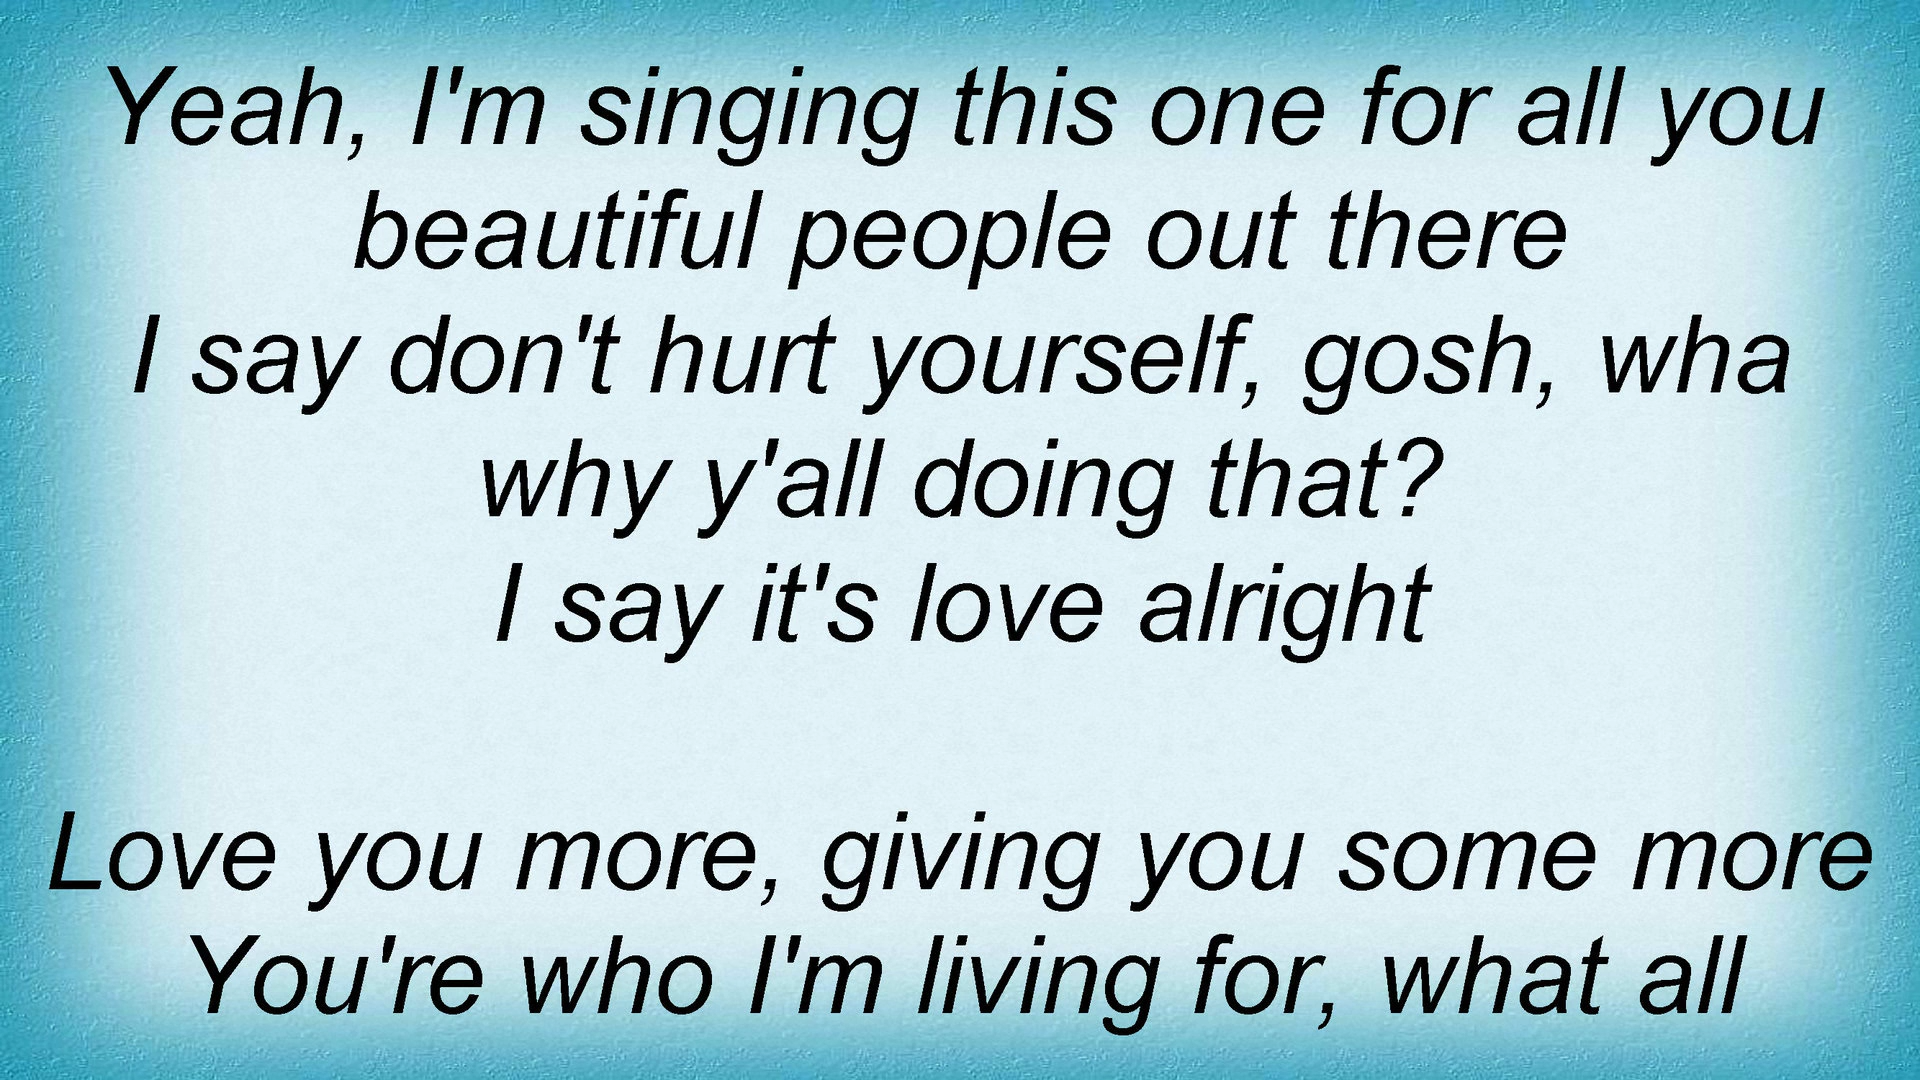 Yeah, I'm singing this one for all you
beautiful people out there
I say don't hurt yourself, gosh, wha
why y'all doing that?
I say it's love alright
Love you more, giving you some more
You're who I'm living for, what all